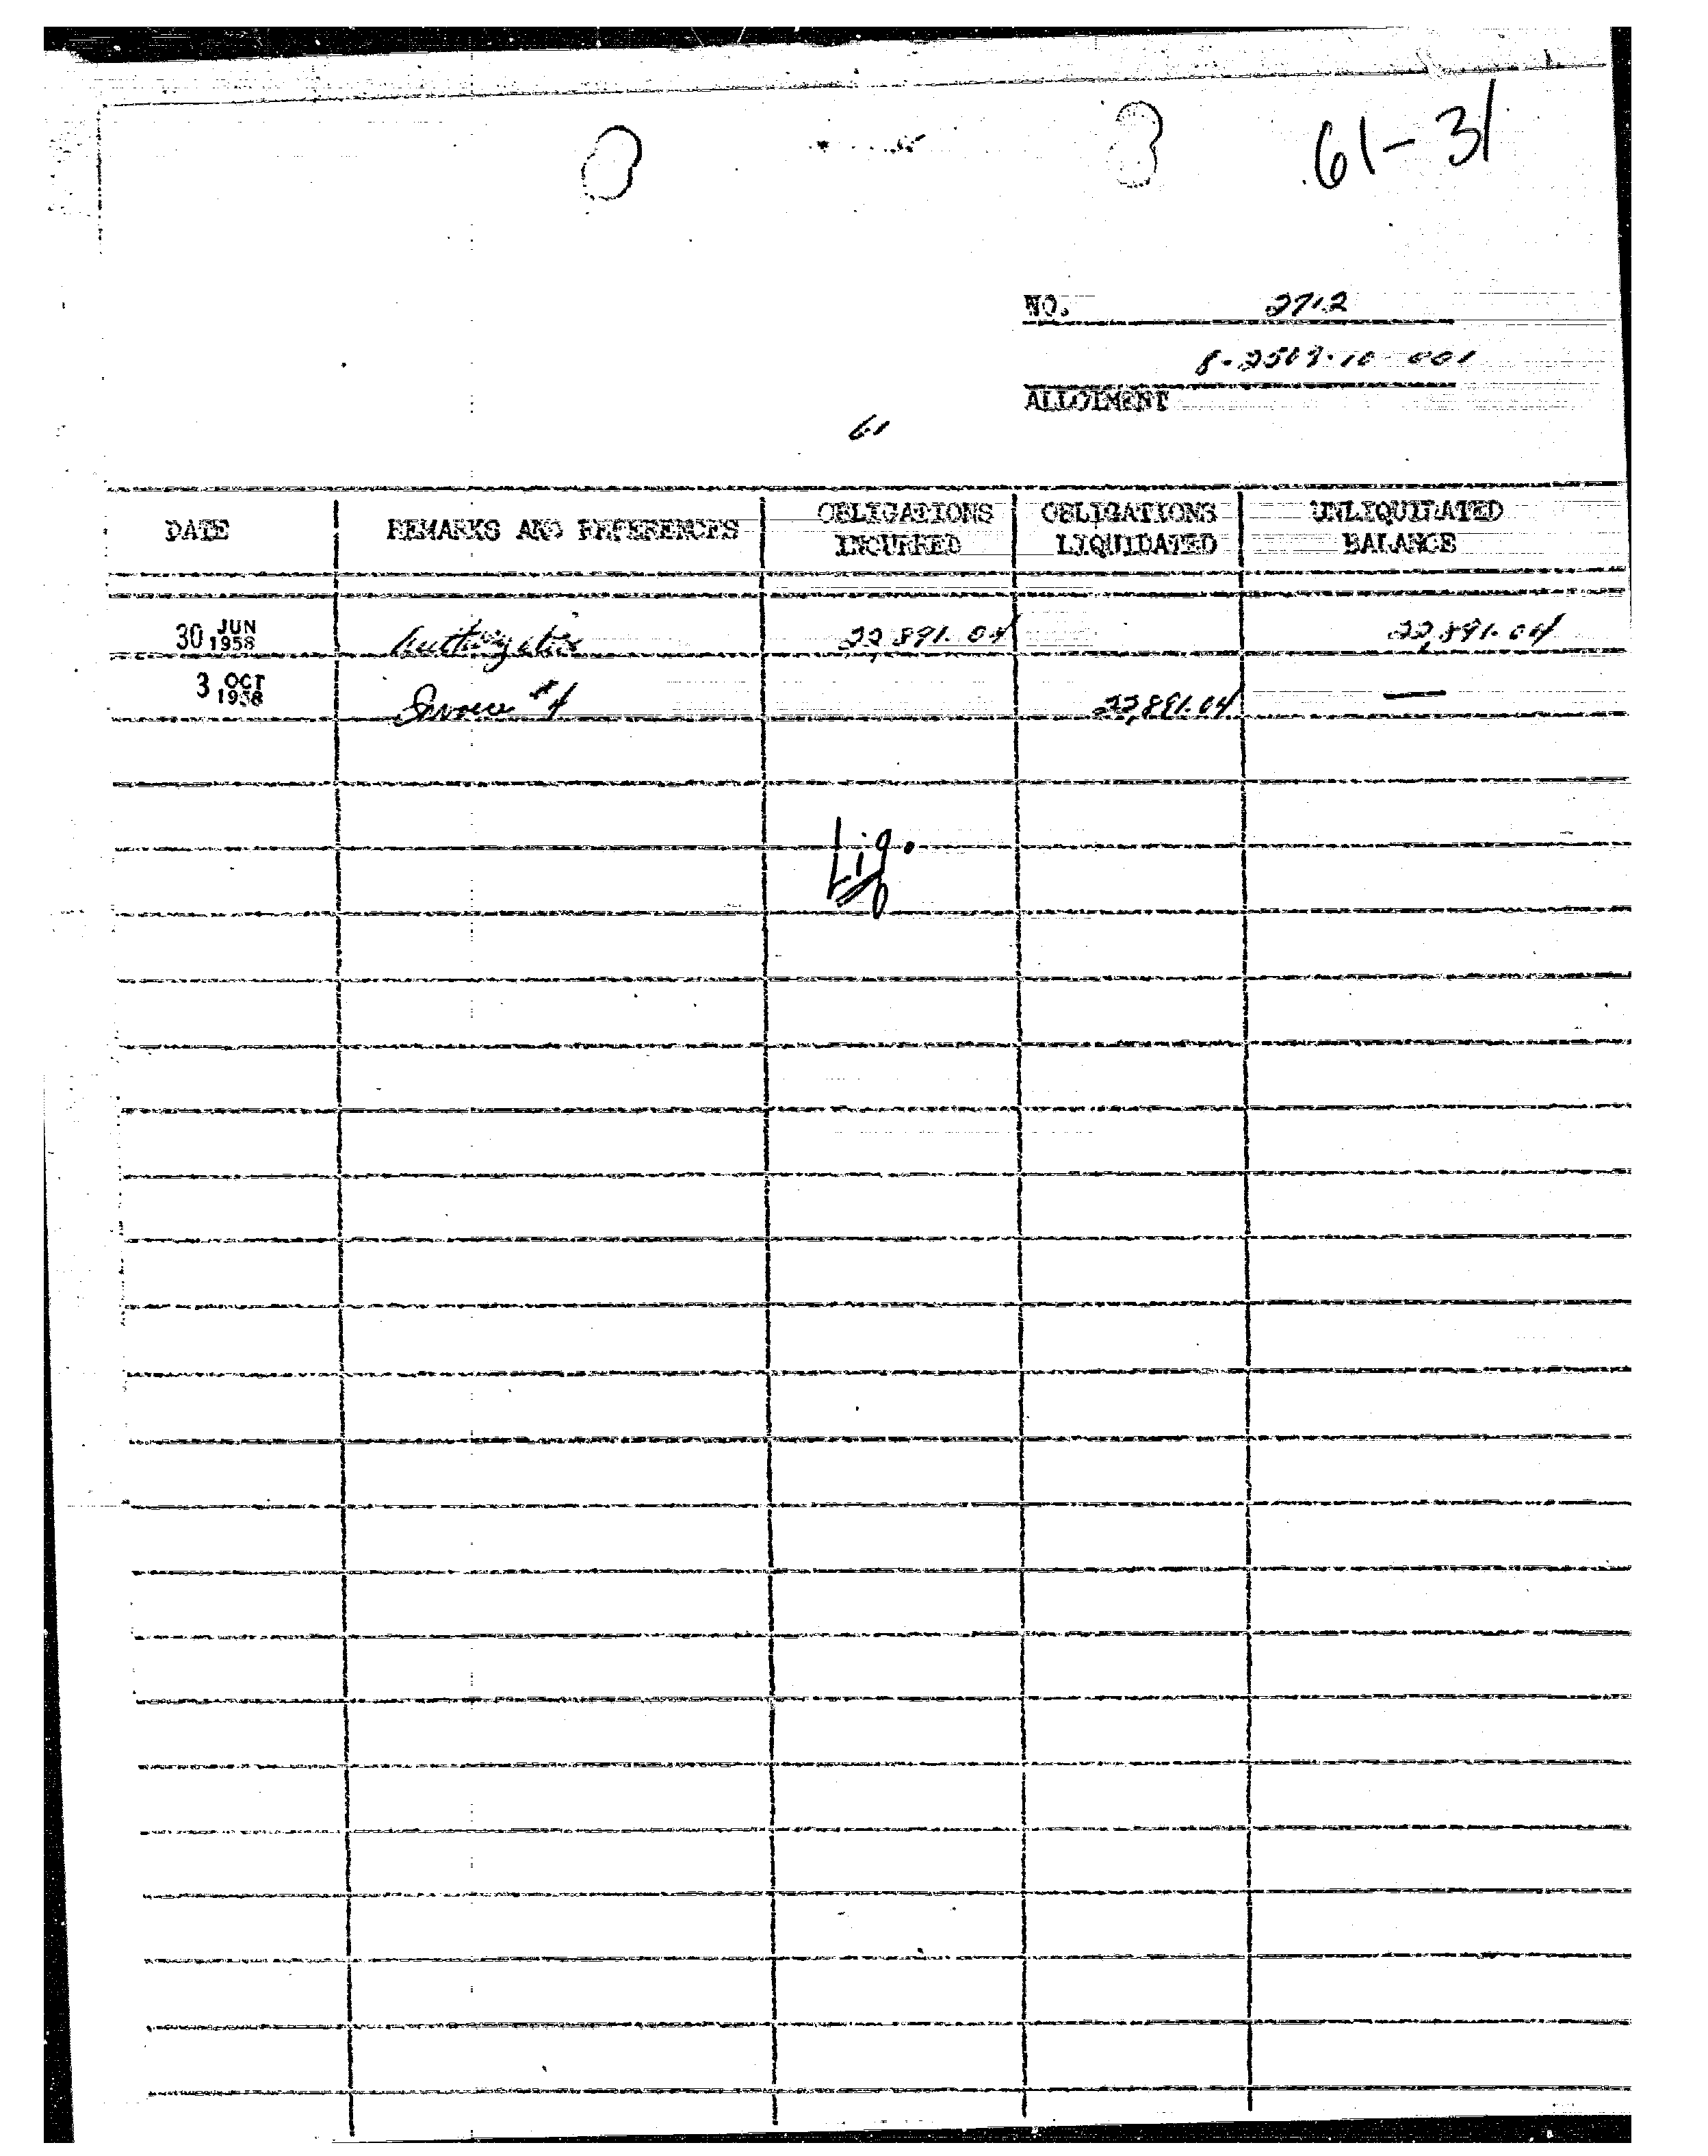 61-31
NO. 2712
8-2502-10-001
ALLOTMENT
61
DATE REMARKS AND REFERENCES OBLIGATIONS INCURRED OBLIGATIONS LIQUIDATED UNLIQUIDATED BALANCE
30 JUN 1958 Authorization 22,891.04 22,891.04
3 OCT 1958 Invoice #4 22,891.04 —
Liq.